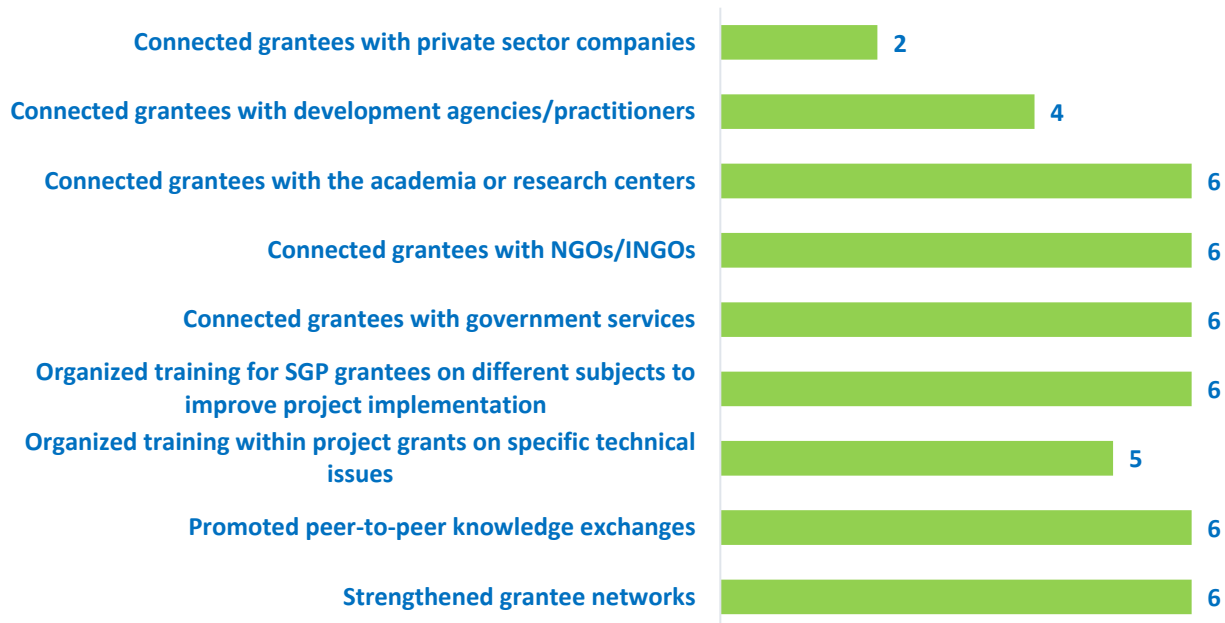 Connected grantees with private sector companies 2
Connected grantees with development agencies/practitioners 4
Connected grantees with the academia or research centers 6
Connected grantees with NGOs/INGOs 6
Connected grantees with government services 6
Organized training for SGP grantees on different subjects to
improve project implementation 6
Organized training within project grants on specific technical
issues 5
Promoted peer-to-peer knowledge exchanges 6
Strengthened grantee networks 6